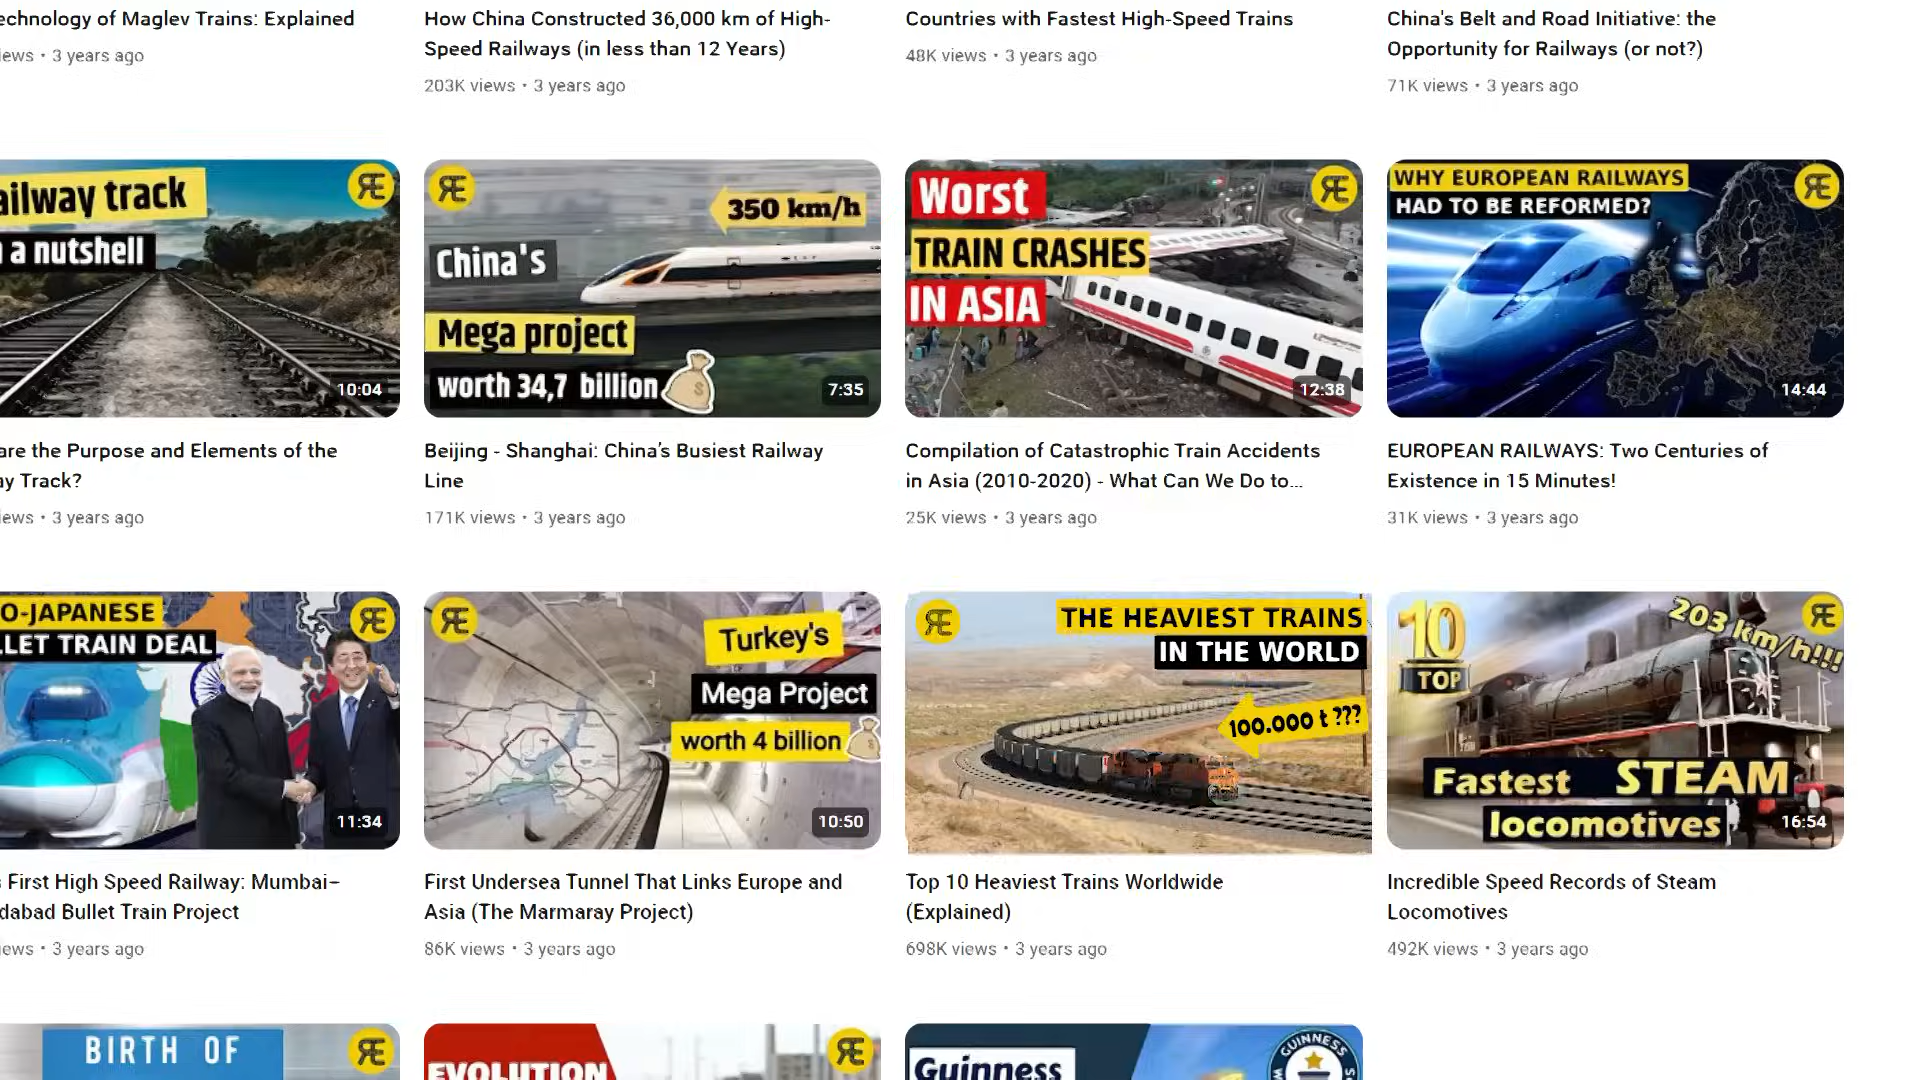 echnology of Maglev Trains: Explained
iews • 3 years ago
How China Constructed 36,000 km of High-
Speed Railways (in less than 12 Years)
203K views • 3 years ago
Countries with Fastest High-Speed Trains
48K views • 3 years ago
China's Belt and Road Initiative: the
Opportunity for Railways (or not?)
71K views • 3 years ago
ailway track
a nutshell
10:04
350 km/h
China's
Mega project
worth 34,7 billion
7:35
Worst
TRAIN CRASHES
IN ASIA
12:38
WHY EUROPEAN RAILWAYS
HAD TO BE REFORMED?
14:44
are the Purpose and Elements of the
ay Track?
iews • 3 years ago
Beijing - Shanghai: China's Busiest Railway
Line
171K views • 3 years ago
Compilation of Catastrophic Train Accidents
in Asia (2010-2020) - What Can We Do to...
25K views • 3 years ago
EUROPEAN RAILWAYS: Two Centuries of
Existence in 15 Minutes!
31K views • 3 years ago
O-JAPANESE
LLET TRAIN DEAL
11:34
Turkey's
Mega Project
worth 4 billion
10:50
THE HEAVIEST TRAINS
IN THE WORLD
100.000 t ???
10
TOP
203 km/h!!!
Fastest STEAM
locomotives
16:54
First High Speed Railway: Mumbai–
dabad Bullet Train Project
iews • 3 years ago
First Undersea Tunnel That Links Europe and
Asia (The Marmaray Project)
86K views • 3 years ago
Top 10 Heaviest Trains Worldwide
(Explained)
698K views • 3 years ago
Incredible Speed Records of Steam
Locomotives
492K views • 3 years ago
BIRTH OF
EVOLUTION
Guinness
GUINNESS